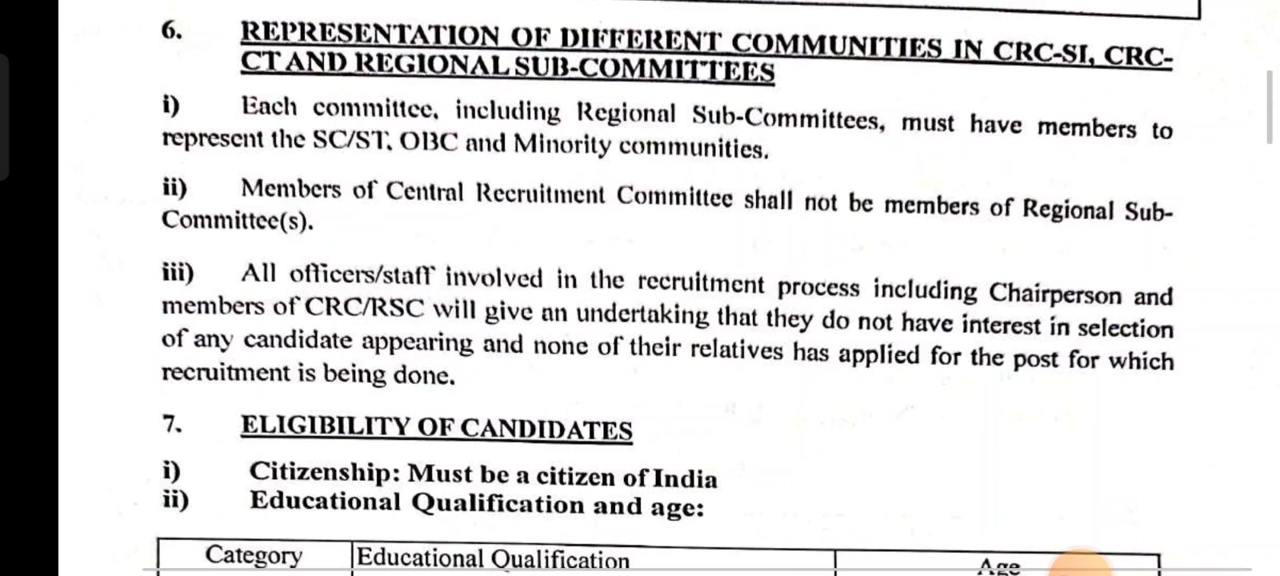 6. REPRESENTATION OF DIFFERENT COMMUNITIES IN CRC-SI, CRC-
CT AND REGIONAL SUB-COMMITTEES
i) Each committee, including Regional Sub-Committees, must have members to
represent the SC/ST, OBC and Minority communities.
ii) Members of Central Recruitment Committee shall not be members of Regional Sub-
Committee(s).
iii) All officers/staff involved in the recruitment process including Chairperson and
members of CRC/RSC will give an undertaking that they do not have interest in selection
of any candidate appearing and none of their relatives has applied for the post for which
recruitment is being done.
7. ELIGIBILITY OF CANDIDATES
i) Citizenship: Must be a citizen of India
ii) Educational Qualification and age:
Category Educational Qualification Age